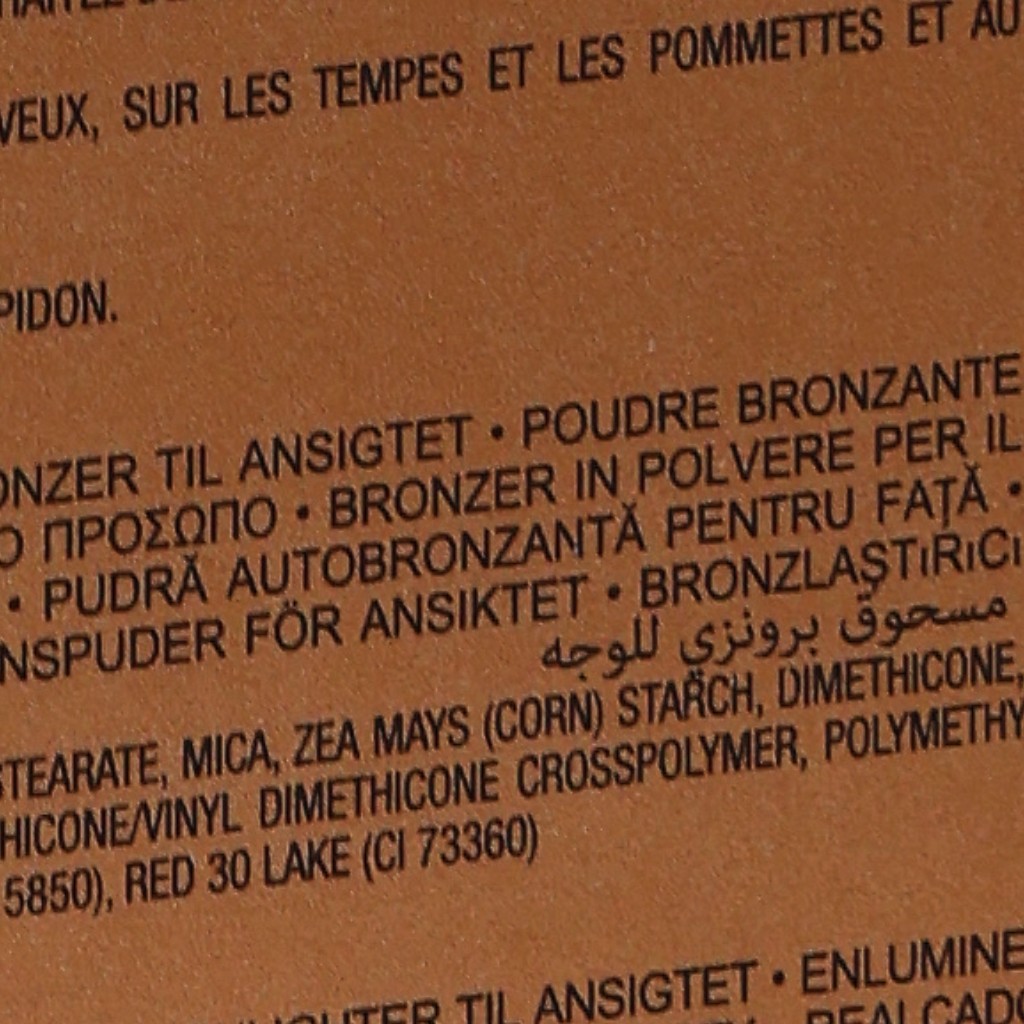 SUR LES TEMPES ET LES POMMETTES ET AU
PIDON.
ONZER TIL ANSIGTET • POUDRE BRONZANTE
Ο ΠΡΟΣΩΠΟ • BRONZER IN POLVERE PER IL
• PUDRĂ AUTOBRONZANTĂ PENTRU FAȚĂ •
NSPUDER FÖR ANSIKTET • BRONZLAŞTıRıCı
مسحوق برونزي للوجه
STEARATE, MICA, ZEA MAYS (CORN) STARCH, DIMETHICONE,
HICONE/VINYL DIMETHICONE CROSSPOLYMER, POLYMETHY
5850), RED 30 LAKE (CI 73360)
TIL ANSIGTET • ENLUMINE